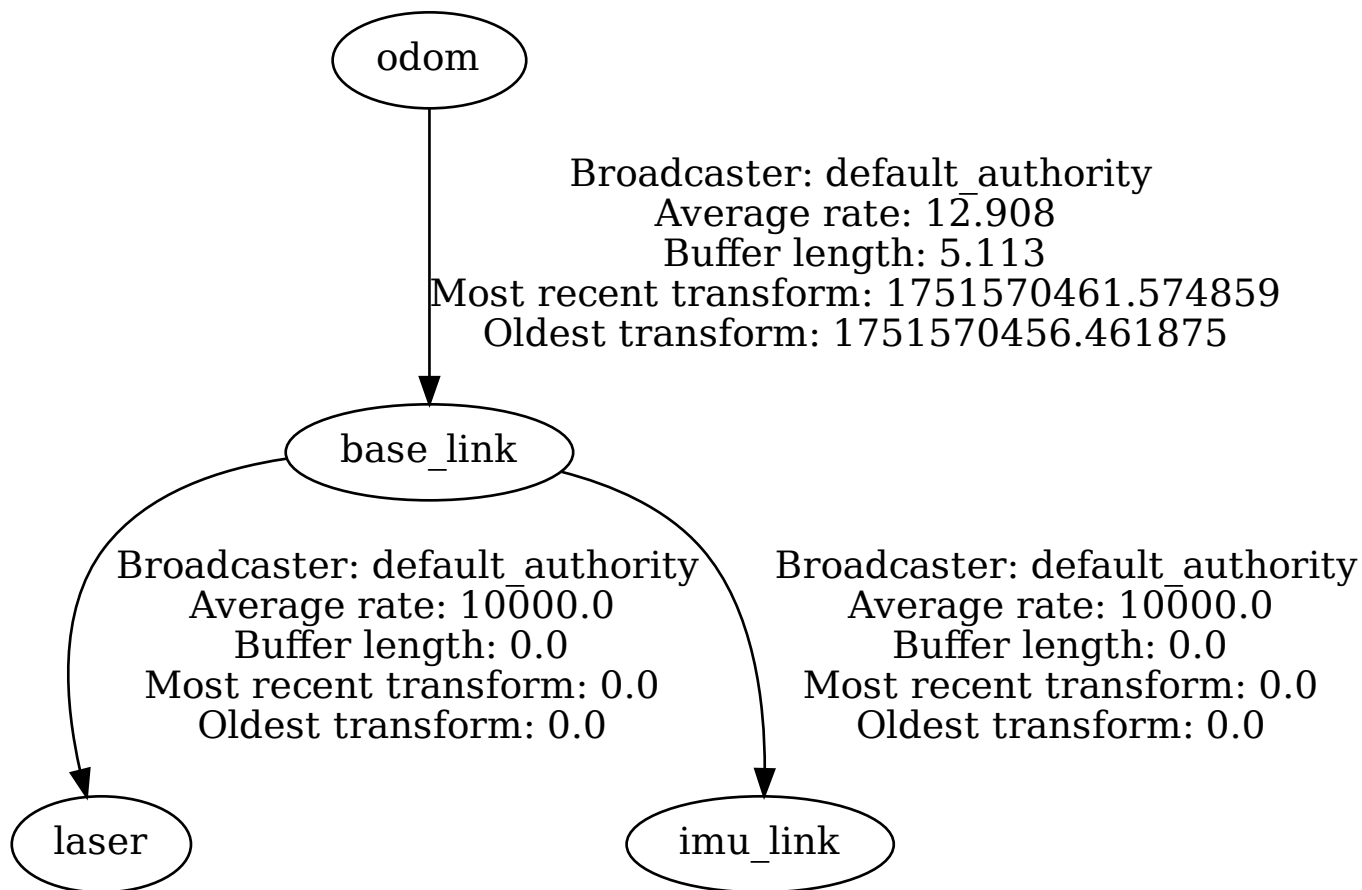 odom
Broadcaster: default_authority
Average rate: 12.908
Buffer length: 5.113
Most recent transform: 1751570461.574859
Oldest transform: 1751570456.461875
base_link
Broadcaster: default_authority
Average rate: 10000.0
Buffer length: 0.0
Most recent transform: 0.0
Oldest transform: 0.0
Broadcaster: default_authority
Average rate: 10000.0
Buffer length: 0.0
Most recent transform: 0.0
Oldest transform: 0.0
laser
imu_link